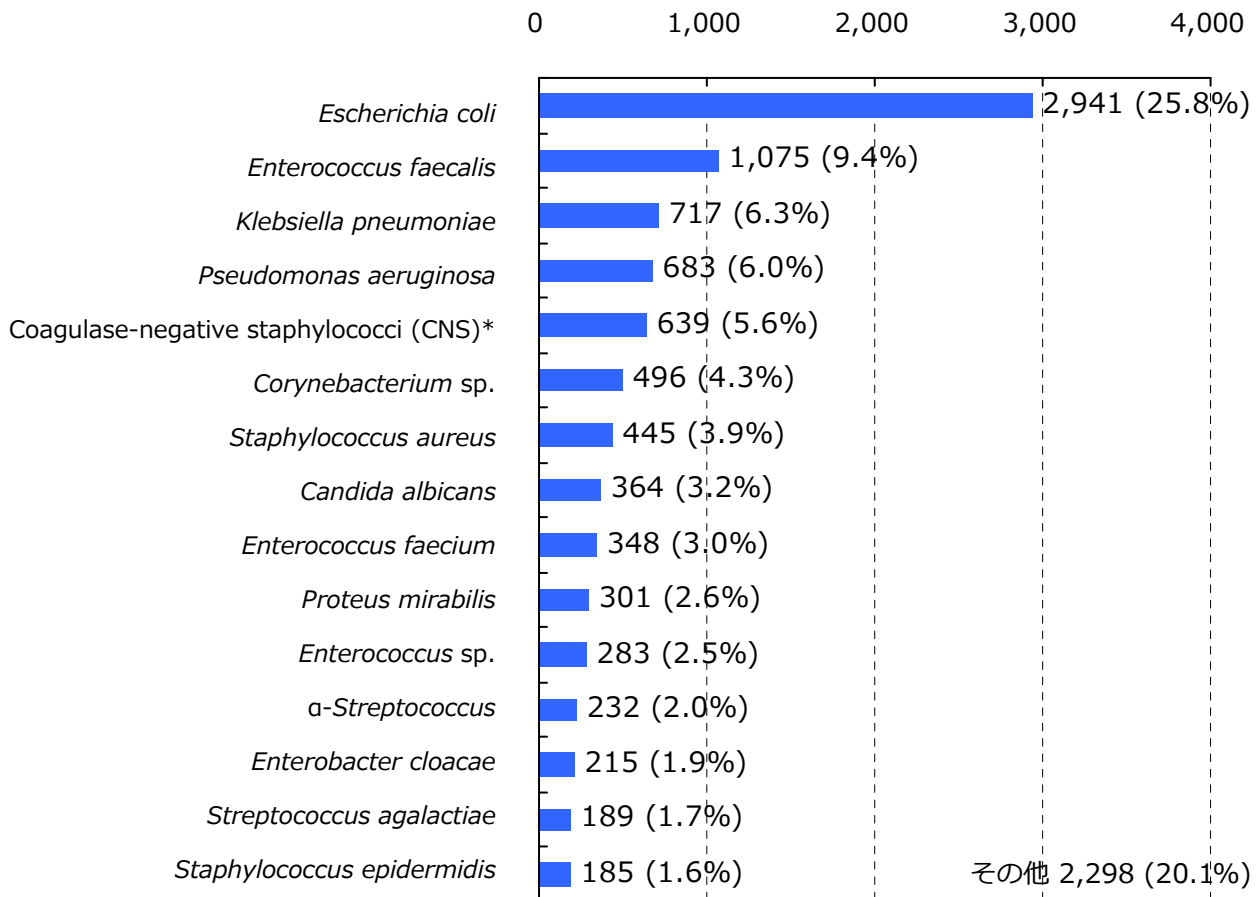 0 1,000 2,000 3,000 4,000
Escherichia coli 2,941 (25.8%)
Enterococcus faecalis 1,075 (9.4%)
Klebsiella pneumoniae 717 (6.3%)
Pseudomonas aeruginosa 683 (6.0%)
Coagulase-negative staphylococci (CNS)* 639 (5.6%)
Corynebacterium sp. 496 (4.3%)
Staphylococcus aureus 445 (3.9%)
Candida albicans 364 (3.2%)
Enterococcus faecium 348 (3.0%)
Proteus mirabilis 301 (2.6%)
Enterococcus sp. 283 (2.5%)
α-Streptococcus 232 (2.0%)
Enterobacter cloacae 215 (1.9%)
Streptococcus agalactiae 189 (1.7%)
Staphylococcus epidermidis 185 (1.6%) その他 2,298 (20.1%)